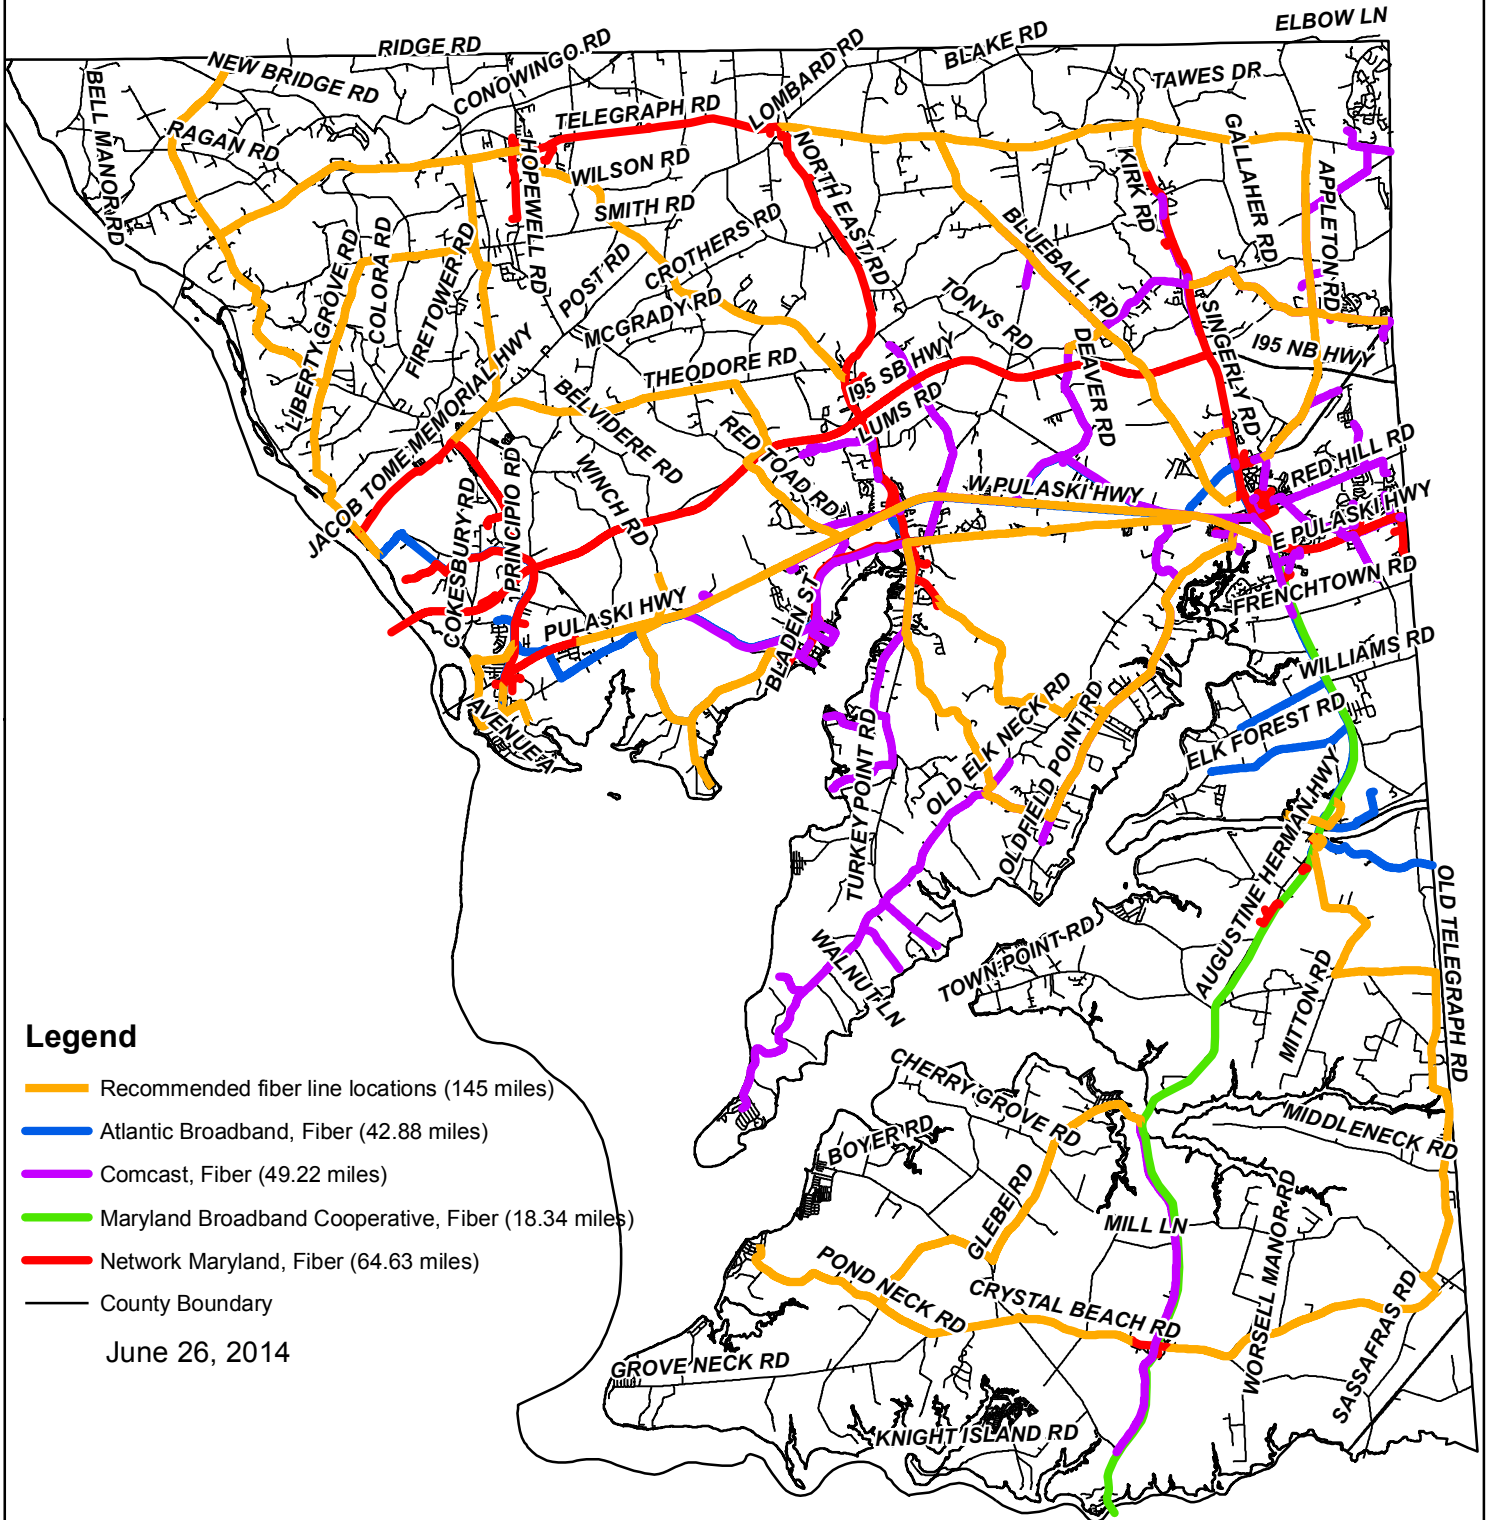 ELBOW LN
RIDGE RD
CONOWINGO RD
LOMBARD RD
BLAKE RD
NEW BRIDGE RD
TAWES DR
BELL MANOR RD
TELEGRAPH RD
RAGAN RD
HOPEWELL RD
WILSON RD
NORTH EAST RD
KIRK RD
GALLAHER RD
APPLETON RD
SMITH RD
CROTHERS RD
BLUEBALL RD
LIBERTY GROVE RD
COLORA RD
FIRETOWER RD
POST RD
MCGRADY RD
TONYS RD
SINGERLY RD
DEAVER RD
I95 NB HWY
THEODORE RD
I95 SB HWY
LUMS RD
BELVIDERE RD
RED TOAD RD
JACOB TOME MEMORIAL HWY
WINCH RD
W PULASKI HWY
RED HILL RD
E PULASKI HWY
COKESBURY RD
PRINCIPIO RD
FRENCHTOWN RD
PULASKI HWY
BLADEN ST
WILLIAMS RD
AVENUE A
TURKEY POINT RD
OLD ELK NECK RD
OLDFIELD POINT RD
ELK FOREST RD
AUGUSTINE HERMAN HWY
OLD TELEGRAPH RD
WALNUT LN
TOWN POINT RD
MITTON RD
CHERRY GROVE RD
BOYER RD
MIDDLENECK RD
GLEBE RD
MILL LN
WORSELL MANOR RD
POND NECK RD
CRYSTAL BEACH RD
SASSAFRAS RD
GROVE NECK RD
KNIGHT ISLAND RD
Legend
Recommended fiber line locations (145 miles)
Atlantic Broadband, Fiber (42.88 miles)
Comcast, Fiber (49.22 miles)
Maryland Broadband Cooperative, Fiber (18.34 miles)
Network Maryland, Fiber (64.63 miles)
County Boundary
June 26, 2014